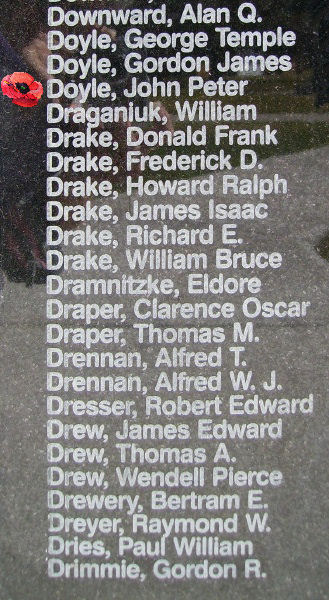 Downward, Alan Q.
Doyle, George Temple
Doyle, Gordon James
Doyle, John Peter
Draganiuk, William
Drake, Donald Frank
Drake, Frederick D.
Drake, Howard Ralph
Drake, James Isaac
Drake, Richard E.
Drake, William Bruce
Dramnitzke, Eldore
Draper, Clarence Oscar
Draper, Thomas M.
Drennan, Alfred T.
Drennan, Alfred W. J.
Dresser, Robert Edward
Drew, James Edward
Drew, Thomas A.
Drew, Wendell Pierce
Drewery, Bertram E.
Dreyer, Raymond W.
Dries, Paul William
Drimmie, Gordon R.